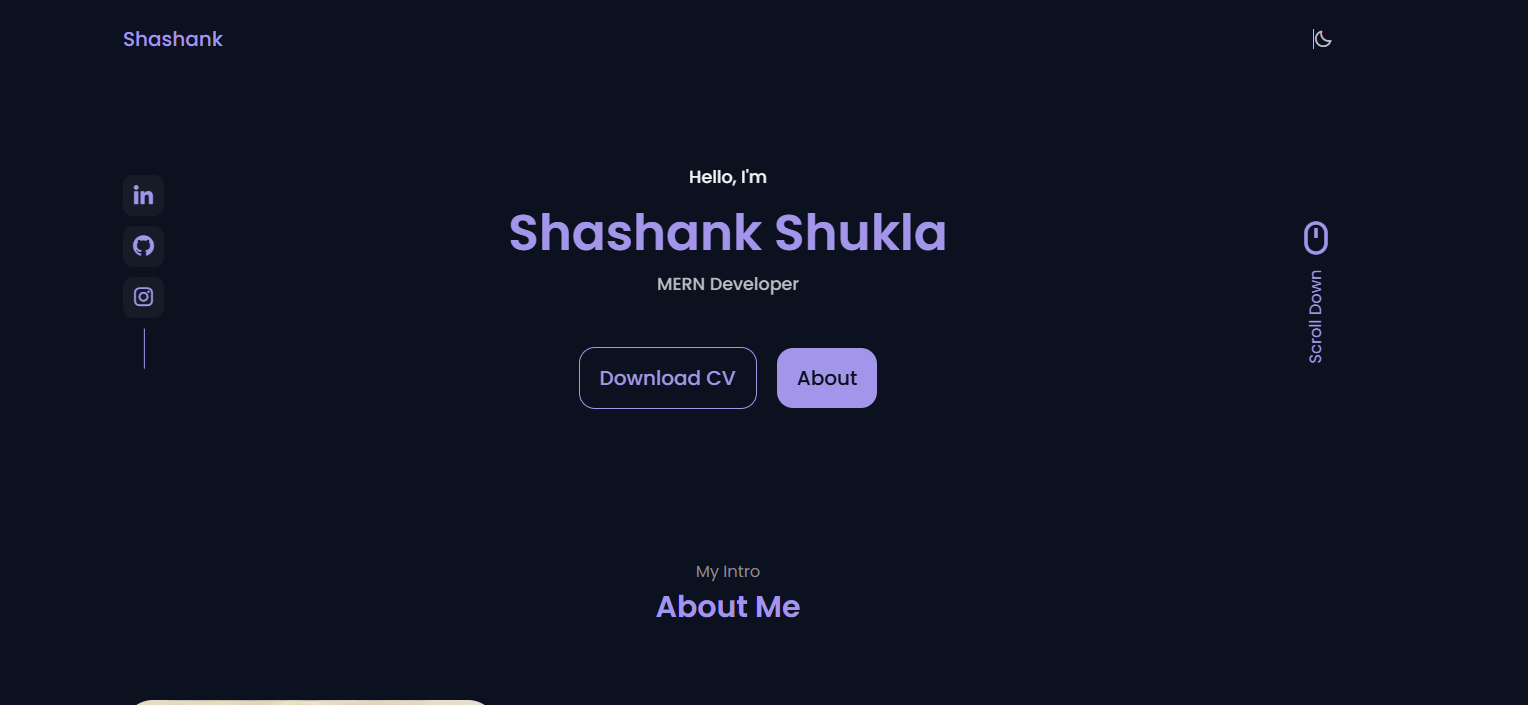 Shashank
Hello, I'm
Shashank Shukla
MERN Developer
Download CV
About
Scroll Down
My Intro
About Me